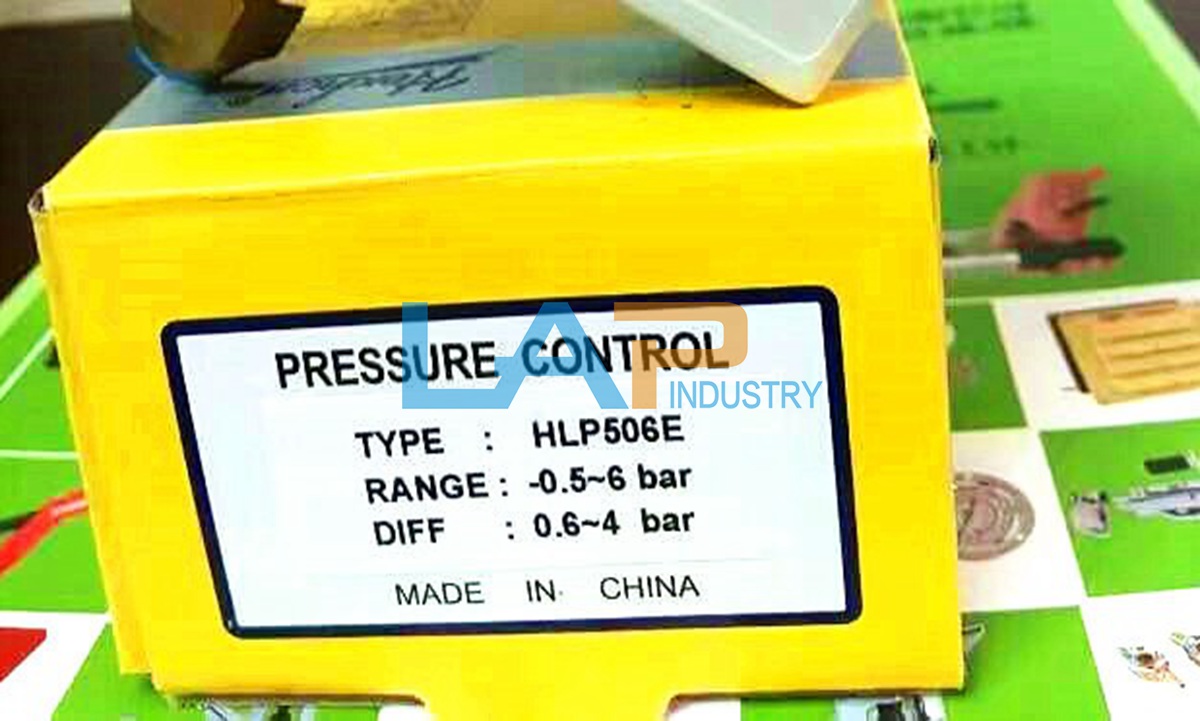 PRESSURE CONTROL
LAP INDUSTRY
TYPE : HLP506E
RANGE : -0.5~6 bar
DIFF : 0.6~4 bar
MADE IN CHINA